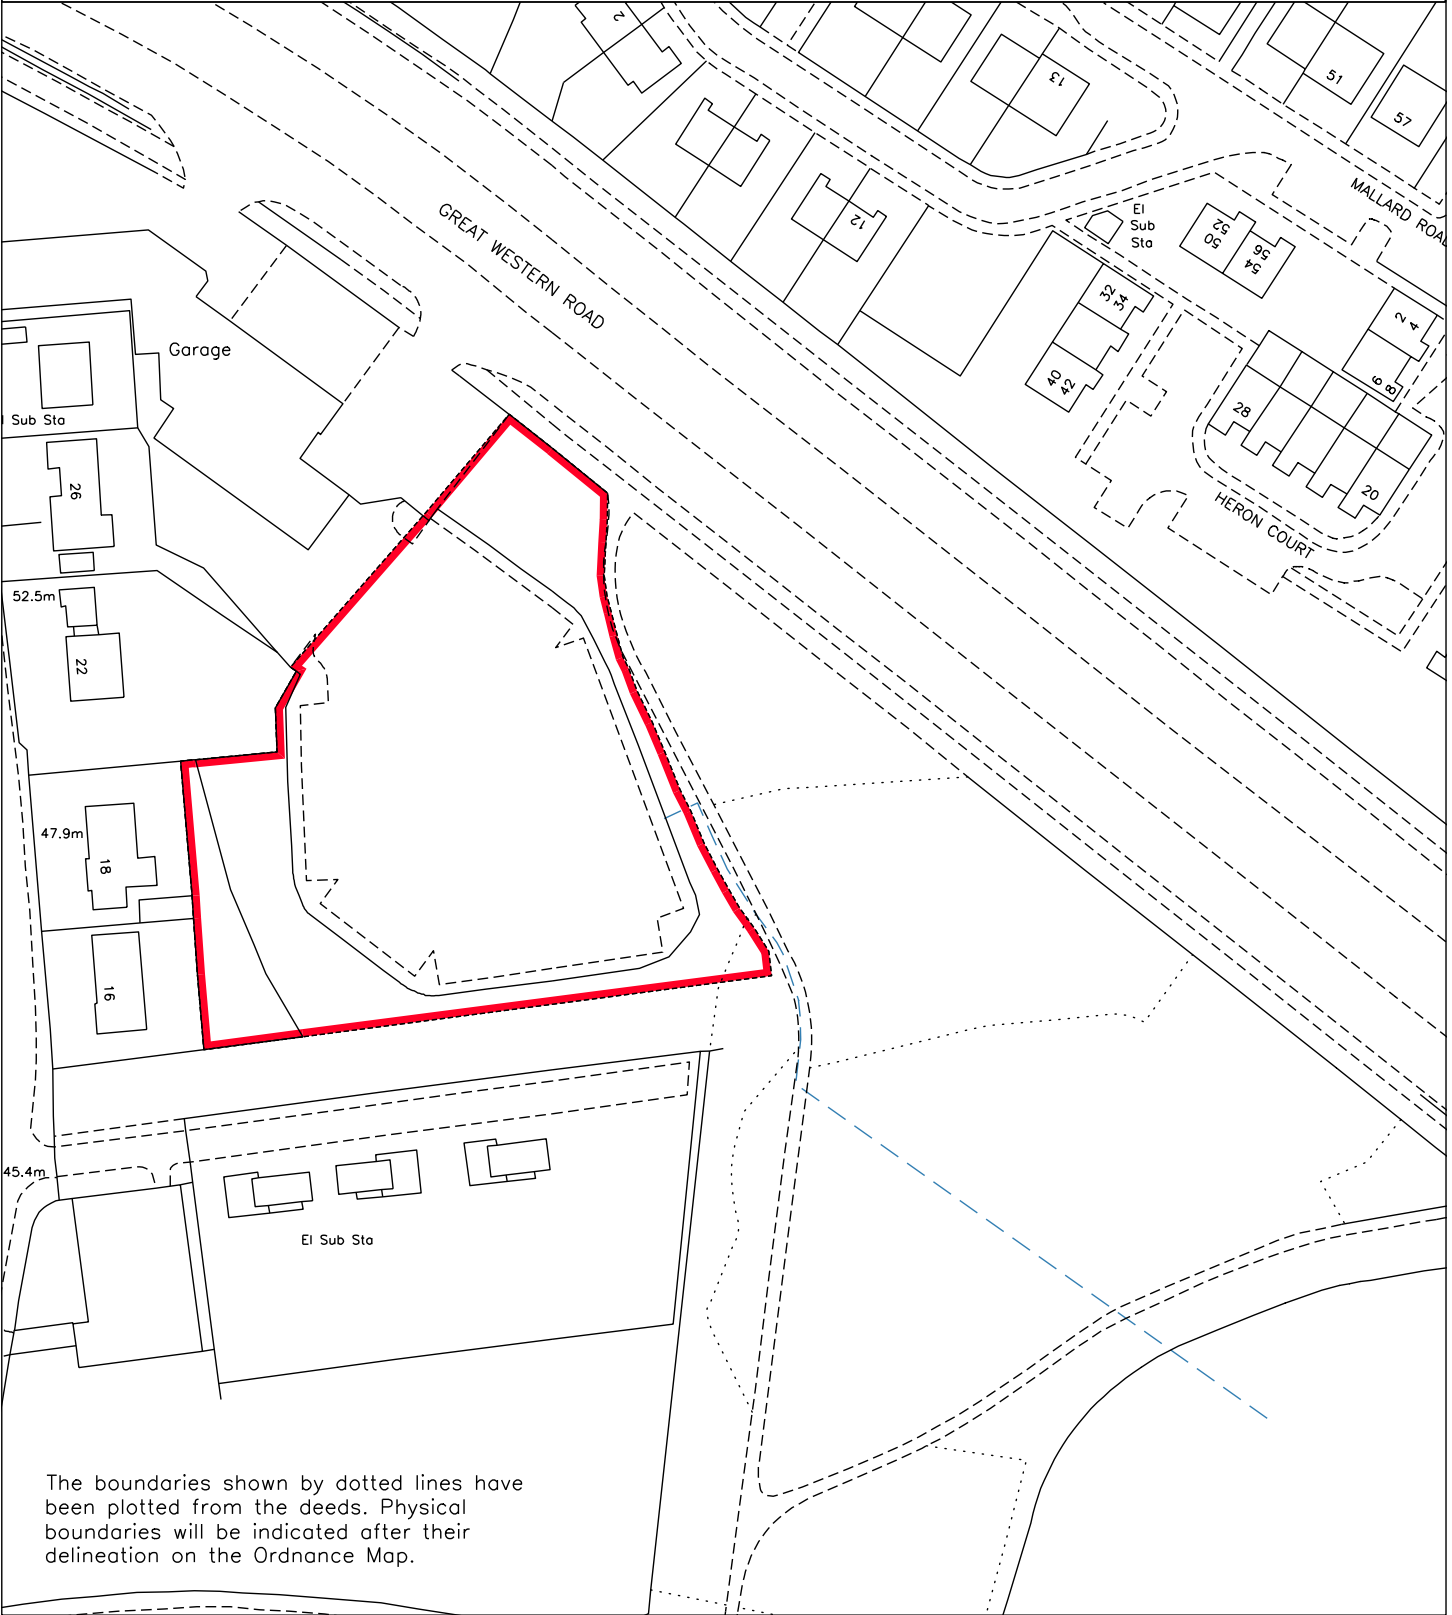 2
13
51
57
MALLARD ROAD
12
El
Sub
Sta
52
50
56
54
GREAT WESTERN ROAD
32
34
40
42
2
4
6
8
28
20
HERON COURT
Garage
l Sub Sta
26
52.5m
22
47.9m
18
16
45.4m
El Sub Sta
The boundaries shown by dotted lines have
been plotted from the deeds. Physical
boundaries will be indicated after their
delineation on the Ordnance Map.